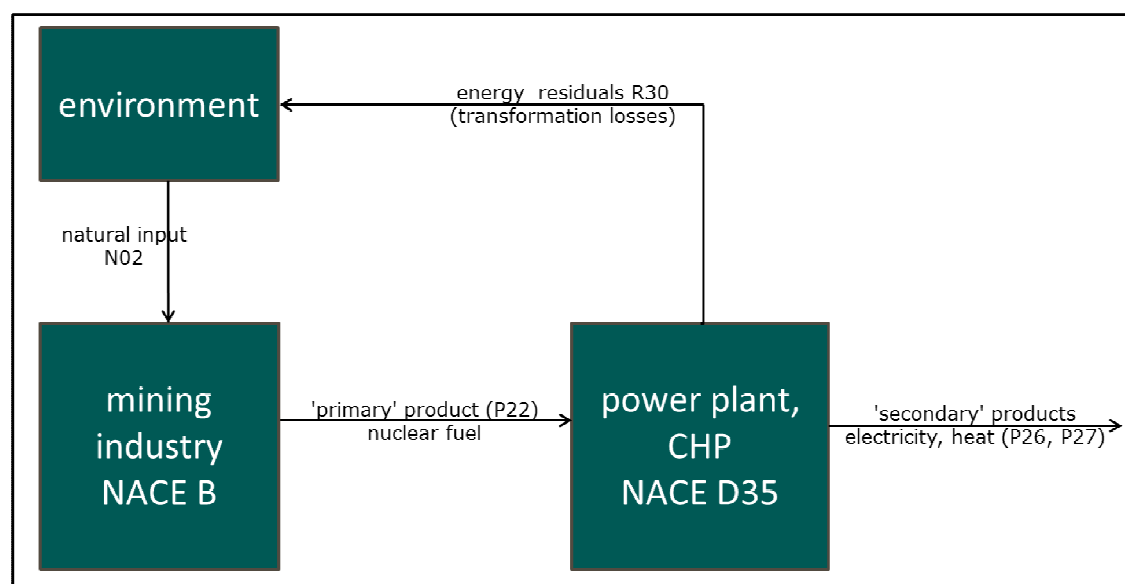 environment
energy residuals R30
(transformation losses)
natural input
N02
mining
industry
NACE B
'primary' product (P22)
nuclear fuel
power plant,
CHP
NACE D35
'secondary' products
electricity, heat (P26, P27)